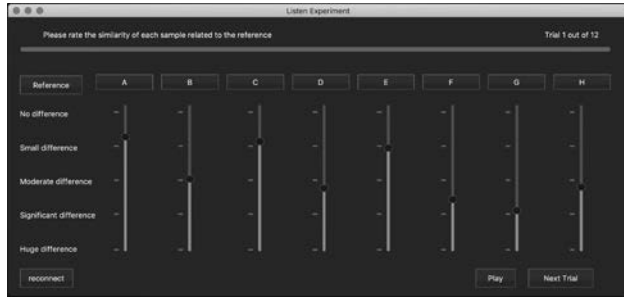 Listen Experiment
Please rate the similarity of each sample related to the reference
Trial 1 out of 12
Reference A B C D E F G H
No difference
Small difference
Moderate difference
Significant difference
Huge difference
reconnect Play Next Trial